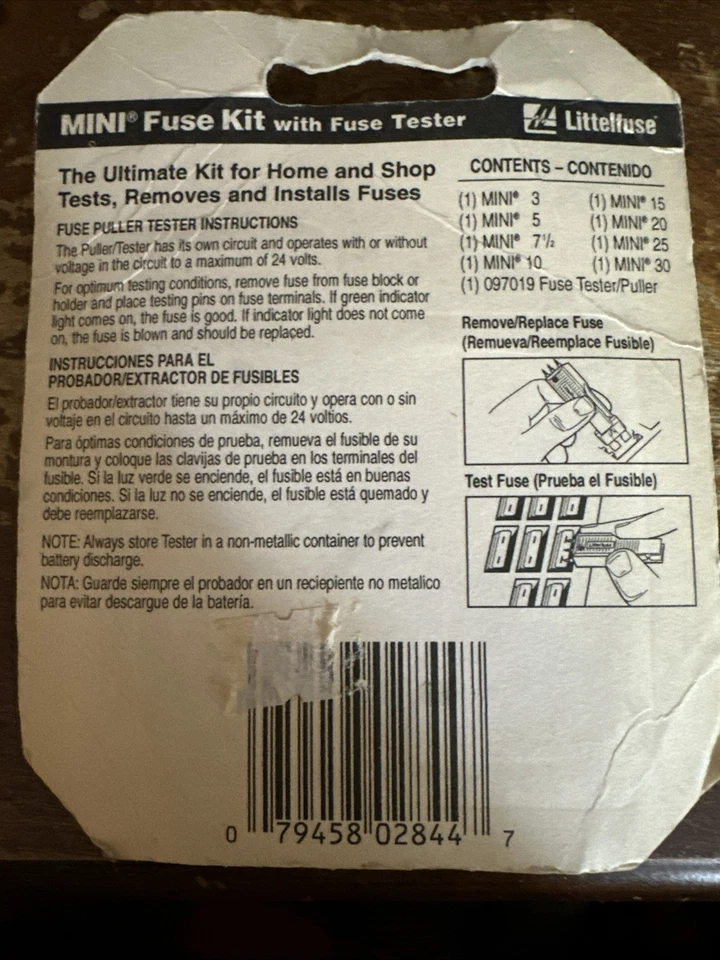 MINI® Fuse Kit with Fuse Tester
Littelfuse®
The Ultimate Kit for Home and Shop
Tests, Removes and Installs Fuses
FUSE PULLER TESTER INSTRUCTIONS
The Puller/Tester has its own circuit and operates with or without
voltage in the circuit to a maximum of 24 volts.
For optimum testing conditions, remove fuse from fuse block or
holder and place testing pins on fuse terminals. If green indicator
light comes on, the fuse is good. If indicator light does not come
on, the fuse is blown and should be replaced.
INSTRUCCIONES PARA EL
PROBADOR/EXTRACTOR DE FUSIBLES
El probador/extractor tiene su propio circuito y opera con o sin
voltaje en el circuito hasta un máximo de 24 voltios.
Para óptimas condiciones de prueba, remueva el fusible de su
montura y coloque las clavijas de prueba en los terminales del
fusible. Si la luz verde se enciende, el fusible está en buenas
condiciones. Si la luz no se enciende, el fusible está quemado y
debe reemplazarse.
NOTE: Always store Tester in a non-metallic container to prevent
battery discharge.
NOTA: Guarde siempre el probador en un reciepiente no metalico
para evitar descargue de la batería.
CONTENTS – CONTENIDO
(1) MINI® 3 (1) MINI® 15
(1) MINI® 5 (1) MINI® 20
(1) MINI® 7 1/2 (1) MINI® 25
(1) MINI® 10 (1) MINI® 30
(1) 097019 Fuse Tester/Puller
Remove/Replace Fuse
(Remueva/Reemplace Fusible)
Test Fuse (Prueba el Fusible)
0 79458 02844 7